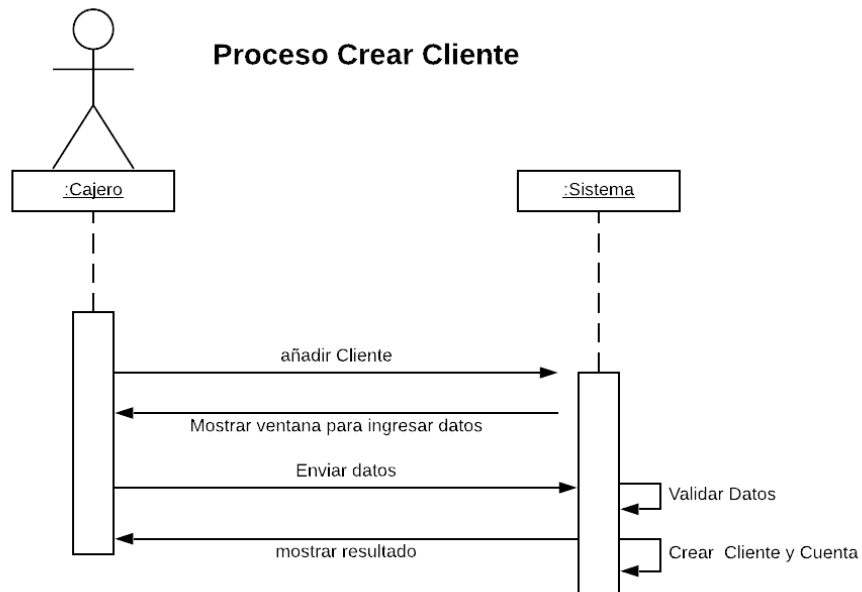 Proceso Crear Cliente
:Cajero
:Sistema
añadir Cliente
Mostrar ventana para ingresar datos
Enviar datos
Validar Datos
mostrar resultado
Crear Cliente y Cuenta